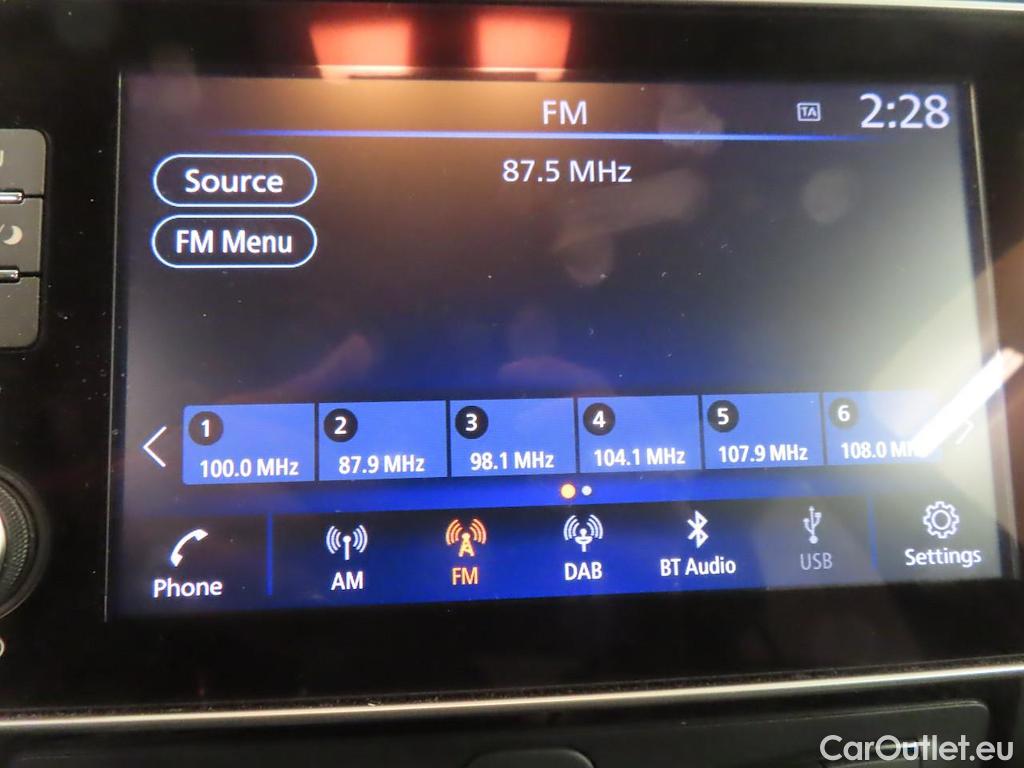 FM TA 2:28
Source 87.5 MHz
FM Menu
1 2 3 4 5 6
100.0 MHz 87.9 MHz 98.1 MHz 104.1 MHz 107.9 MHz 108.0
Phone AM FM DAB BT Audio USB Settings
CarOutlet.eu